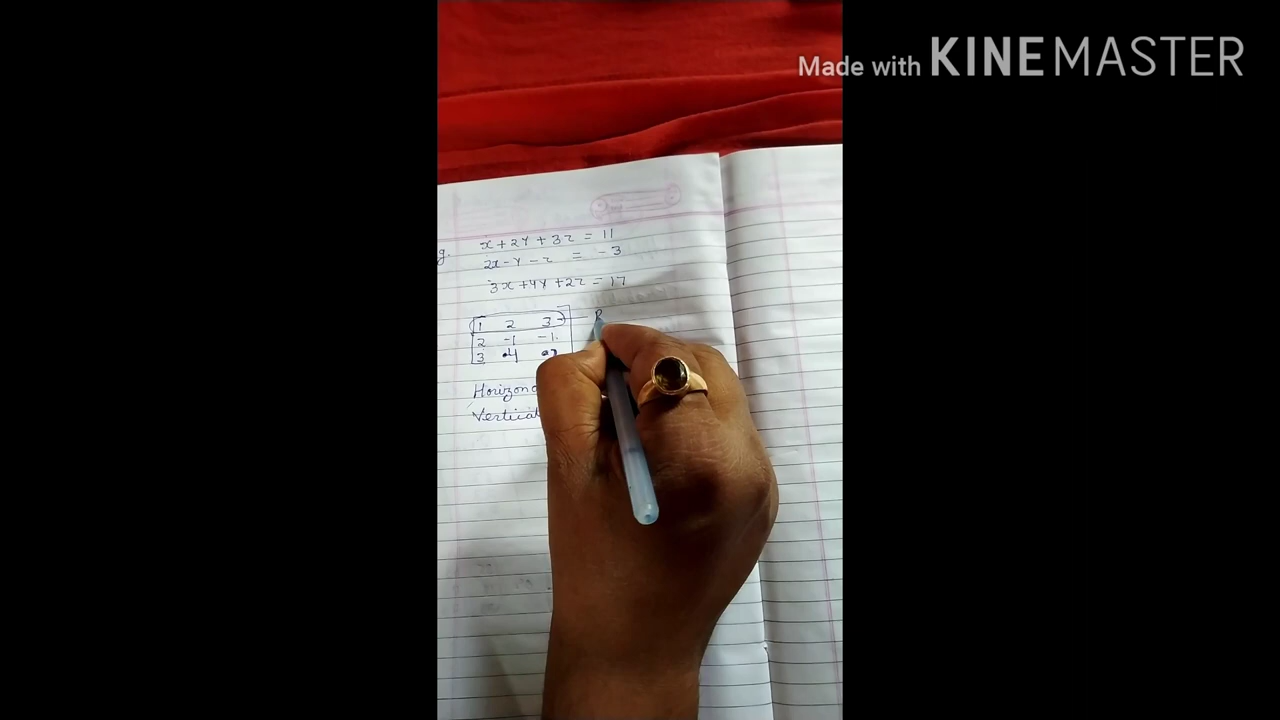 Made with KINEMASTER
g.
x+2y+3z = 11
2x-y-z = -3
3x+4y+2z = 17
1 2 3
2 -1 -1
3 4
Vertical